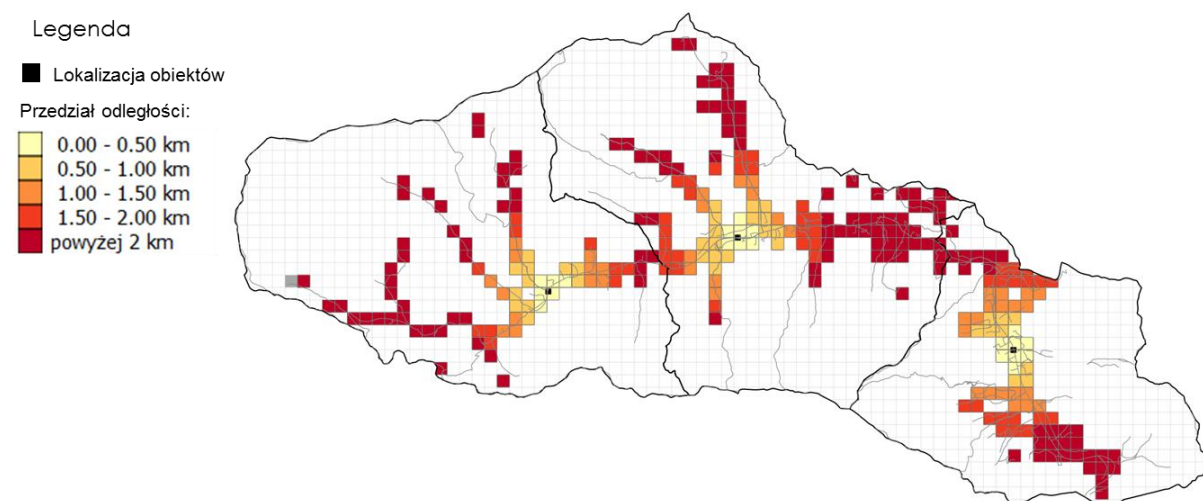 Legenda
Lokalizacja obiektów
Przedział odległości:
0.00 - 0.50 km
0.50 - 1.00 km
1.00 - 1.50 km
1.50 - 2.00 km
powyżej 2 km